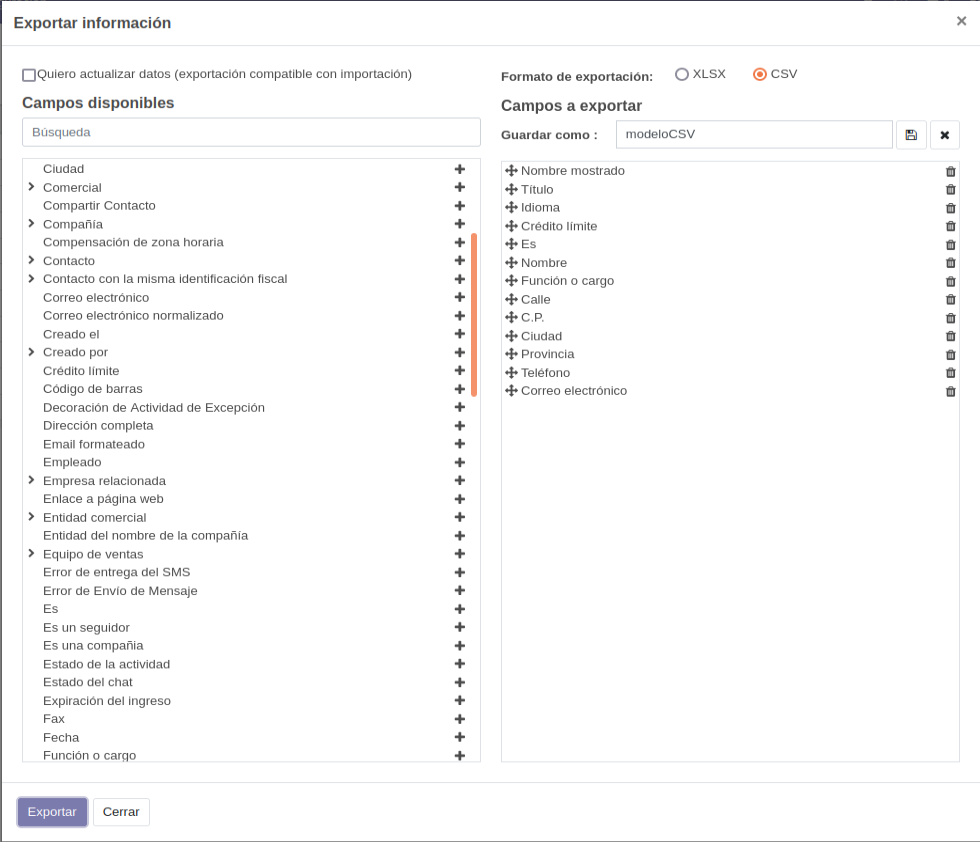 Exportar información
×
Quiero actualizar datos (exportación compatible con importación)
Formato de exportación:
XLSX
CSV
Campos disponibles
Búsqueda
Campos a exportar
Guardar como :
modeloCSV
Ciudad
Comercial
Compartir Contacto
Compañía
Compensación de zona horaria
Contacto
Contacto con la misma identificación fiscal
Correo electrónico
Correo electrónico normalizado
Creado el
Creado por
Crédito límite
Código de barras
Decoración de Actividad de Excepción
Dirección completa
Email formateado
Empleado
Empresa relacionada
Enlace a página web
Entidad comercial
Entidad del nombre de la compañía
Equipo de ventas
Error de entrega del SMS
Error de Envío de Mensaje
Es
Es un seguidor
Es una compañia
Estado de la actividad
Estado del chat
Expiración del ingreso
Fax
Fecha
Función o cargo
Nombre mostrado
Título
Idioma
Crédito límite
Es
Nombre
Función o cargo
Calle
C.P.
Ciudad
Provincia
Teléfono
Correo electrónico
Exportar
Cerrar